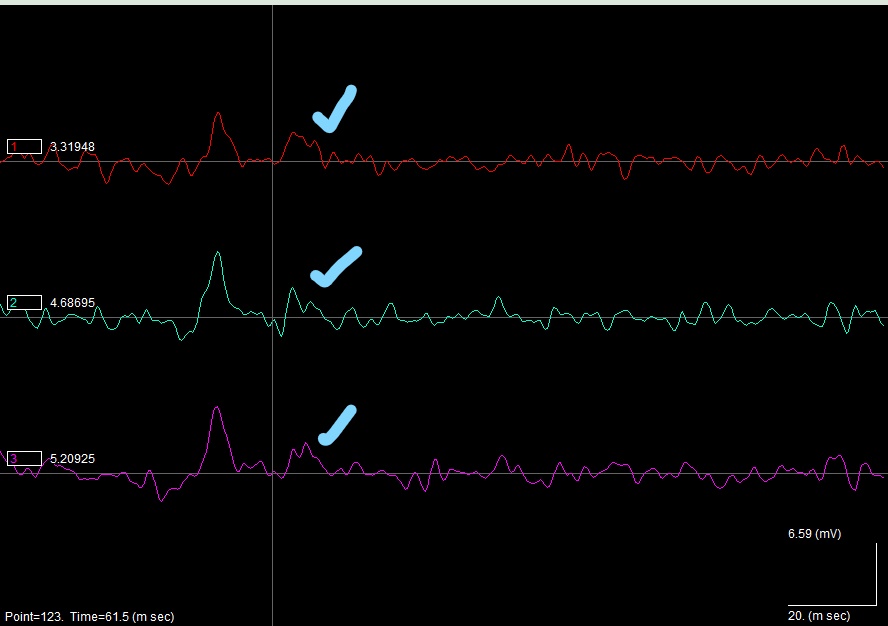 1 3.31948
2 4.68695
3 5.20925
6.59 (mV)
20. (m sec)
Point=123. Time=61.5 (m sec)